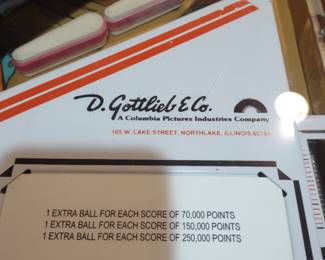 D. Gottlieb & Co.
A Columbia Pictures Industries Company
165 W. LAKE STREET, NORTHLAKE, ILLINOIS 60164
1 EXTRA BALL FOR EACH SCORE OF 70,000 POINTS
1 EXTRA BALL FOR EACH SCORE OF 150,000 POINTS
1 EXTRA BALL FOR EACH SCORE OF 250,000 POINTS